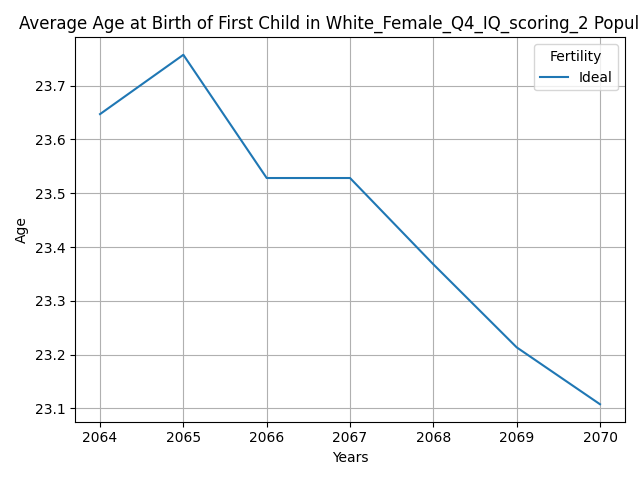 Average Age at Birth of First Child in White_Female_Q4_IQ_scoring_2 Popul
Fertility
Ideal
Age
23.7
23.6
23.5
23.4
23.3
23.2
23.1
2064 2065 2066 2067 2068 2069 2070
Years